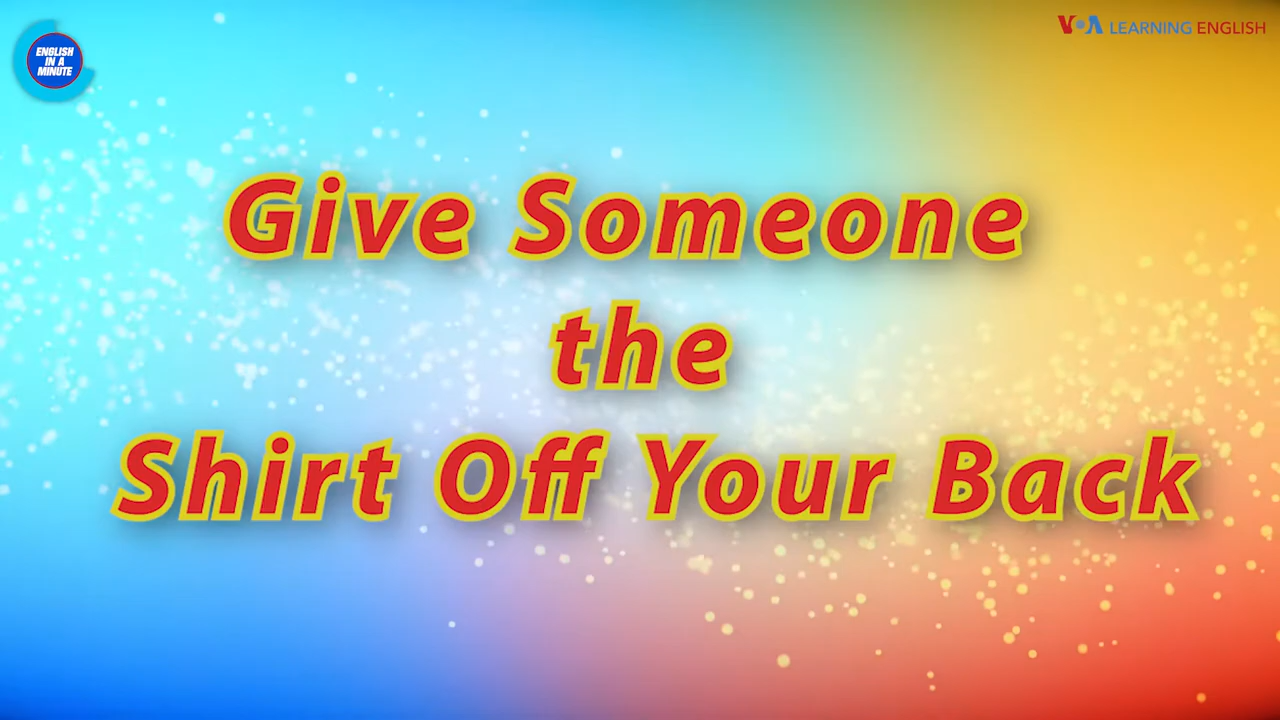 ENGLISH
IN A
MINUTE
VOA LEARNING ENGLISH
Give Someone
the
Shirt Off Your Back